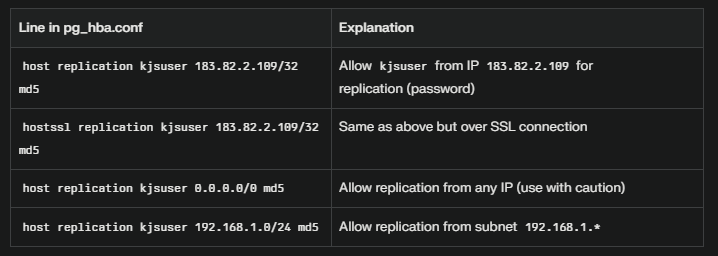 Line in pg_hba.conf
Explanation
host replication kjsuser 183.82.2.109/32
md5
Allow kjsuser from IP 183.82.2.109 for
replication (password)
hostssl replication kjsuser 183.82.2.109/32
md5
Same as above but over SSL connection
host replication kjsuser 0.0.0.0/0 md5
Allow replication from any IP (use with caution)
host replication kjsuser 192.168.1.0/24 md5
Allow replication from subnet 192.168.1.*